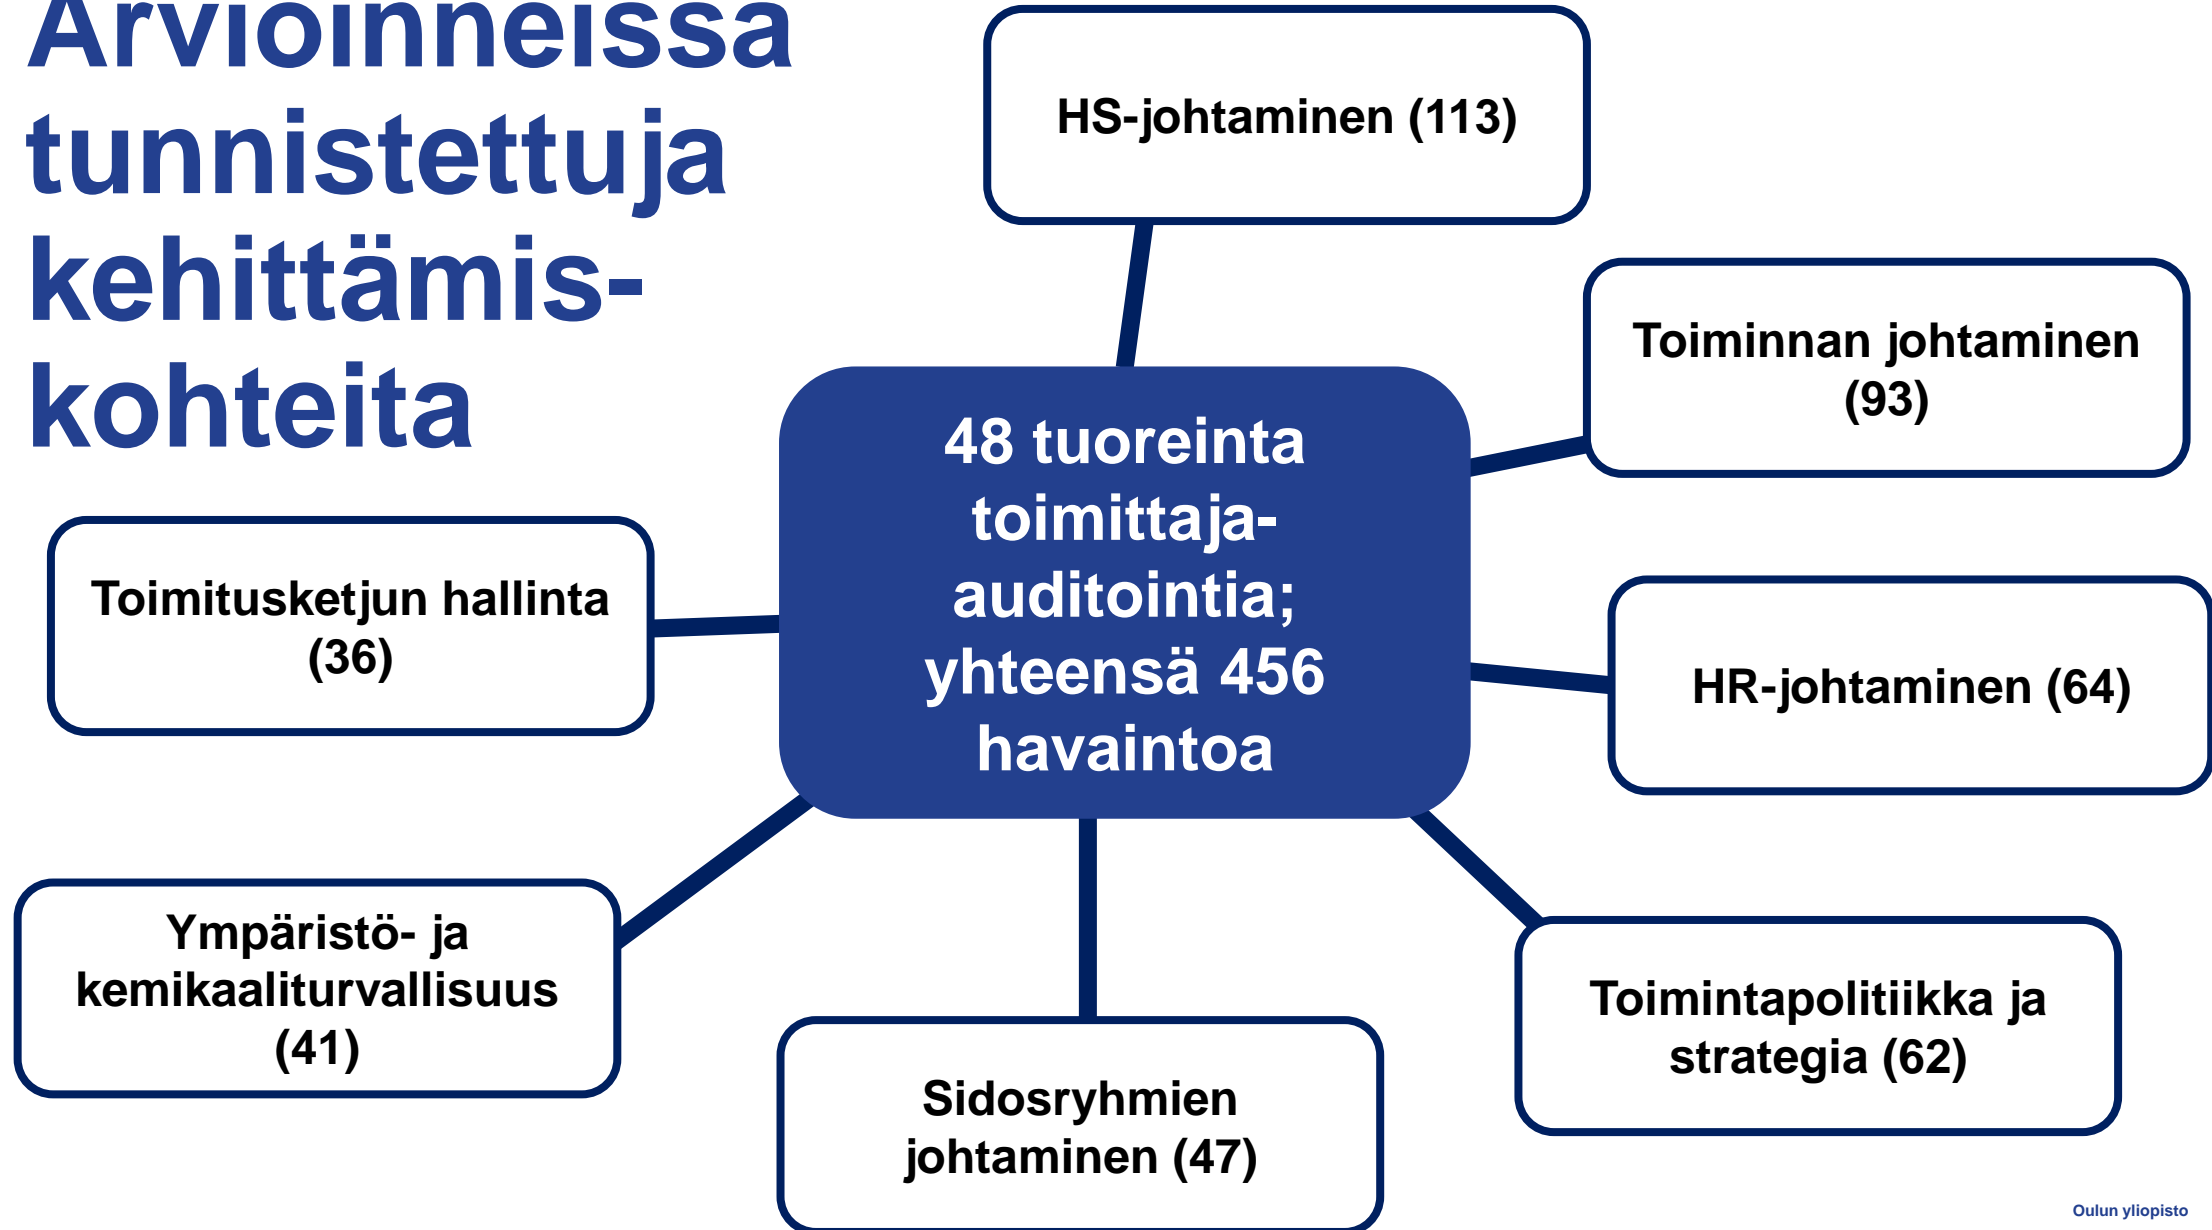 Arvioinneissa
tunnistettuja
kehittämis-
kohteita
HS-johtaminen (113)
Toiminnan johtaminen
(93)
48 tuoreinta
toimittaja-
auditointia;
yhteensä 456
havaintoa
Toimitusketjun hallinta
(36)
HR-johtaminen (64)
Ympäristö- ja
kemikaaliturvallisuus
(41)
Toimintapolitiikka ja
strategia (62)
Sidosryhmien
johtaminen (47)
Oulun yliopisto